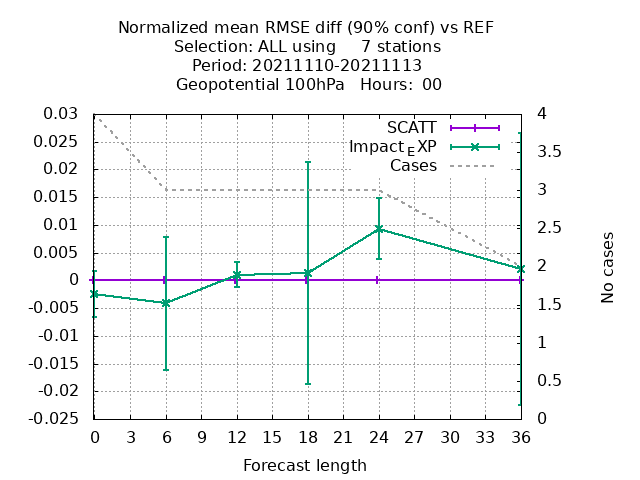 Normalized mean RMSE diff (90% conf) vs REF
Selection: ALL using     7 stations
Period: 20211110-20211113
Geopotential 100hPa   Hours:  00
SCATT
Impact_EXP
Cases
0.03
0.025
0.02
0.015
0.01
0.005
0
-0.005
-0.01
-0.015
-0.02
-0.025
4
3.5
3
2.5
2
1.5
1
0.5
0
No cases
0 3 6 9 12 15 18 21 24 27 30 33 36
Forecast length